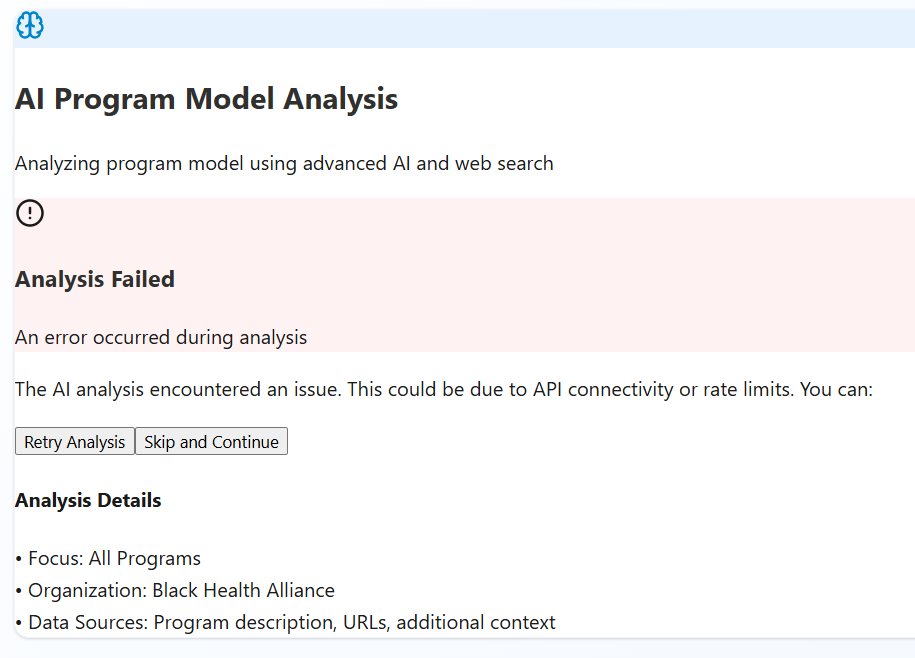 AI Program Model Analysis
Analyzing program model using advanced AI and web search
Analysis Failed
An error occurred during analysis
The AI analysis encountered an issue. This could be due to API connectivity or rate limits. You can:
Retry Analysis Skip and Continue
Analysis Details
• Focus: All Programs
• Organization: Black Health Alliance
• Data Sources: Program description, URLs, additional context